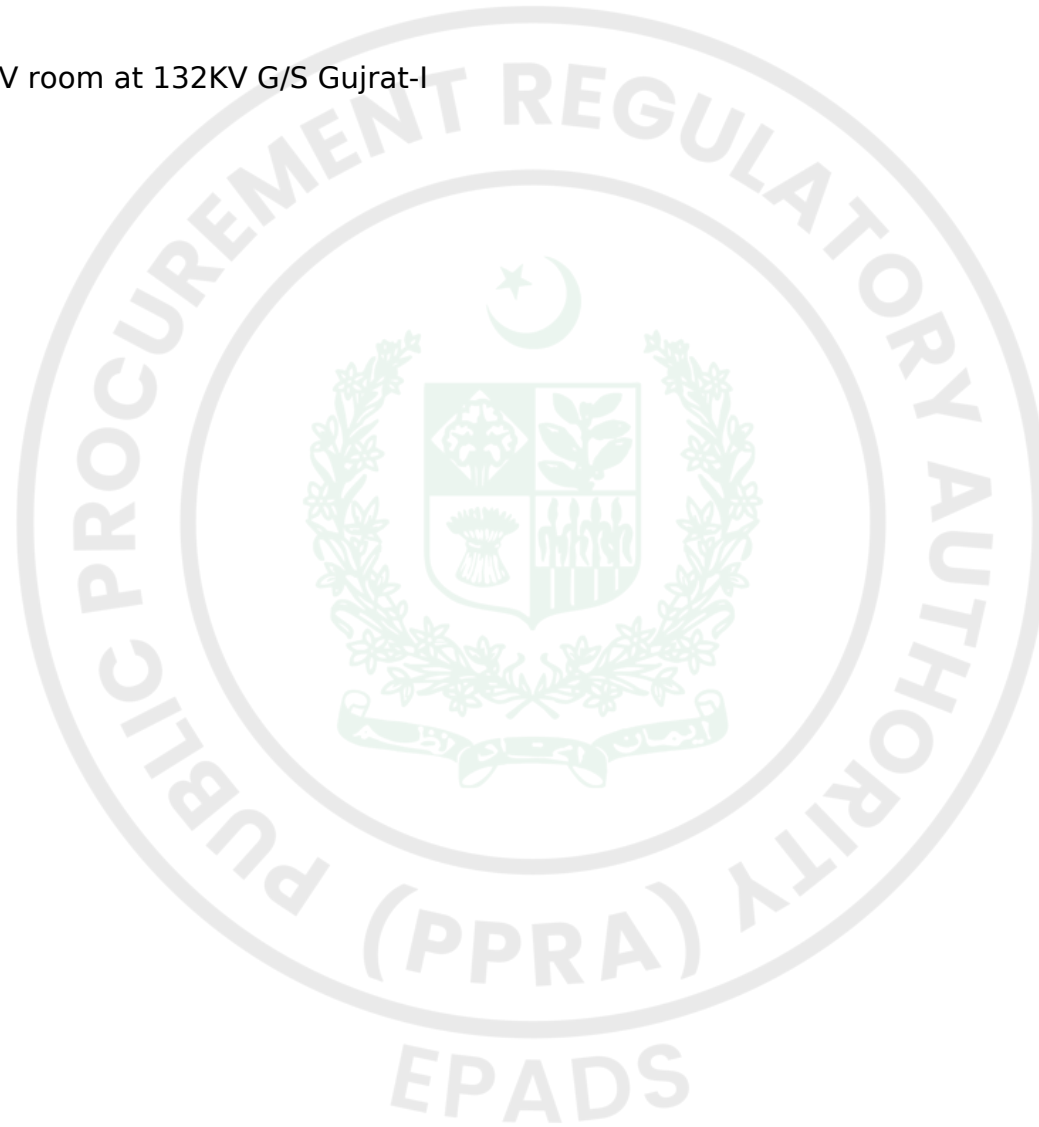 V room at 132KV G/S Gujrat-I
PUBLIC PROCUREMENT REGULATORY AUTHORITY
(PPRA)
EPADS